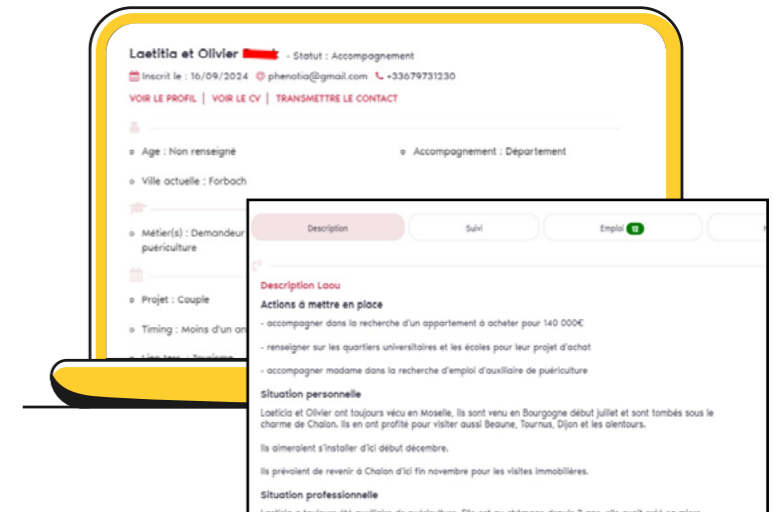 Laetitia et Olivier - Statut : Accompagnement
Inscrit le : 16/09/2024 phenotia@gmail.com +33679731230
VOIR LE PROFIL | VOIR LE CV | TRANSMETTRE LE CONTACT
Age : Non renseigné
Accompagnement : Département
Ville actuelle : Forbach
Métier(s) : Demandeur
puériculture
Projet : Couple
Timing : Moins d'un an
Description Suivi Emploi 12
Description Laou
Actions à mettre en place
- accompagner dans la recherche d'un appartement à acheter pour 140 000€
- renseigner sur les quartiers universitaires et les écoles pour leur projet d'achat
- accompagner madame dans la recherche d'emploi d'auxiliaire de puériculture
Situation personnelle
Laeticia et Olivier ont toujours vécu en Moselle, ils sont venu en Bourgogne début juillet et sont tombés sous le
charme de Chalon. Ils en ont profité pour visiter aussi Beaune, Tournus, Dijon et les alentours.
Ils aimeraient s'installer d'ici début décembre.
Ils prévoient de revenir à Chalon d'ici fin novembre pour les visites immobilières.
Situation professionnelle